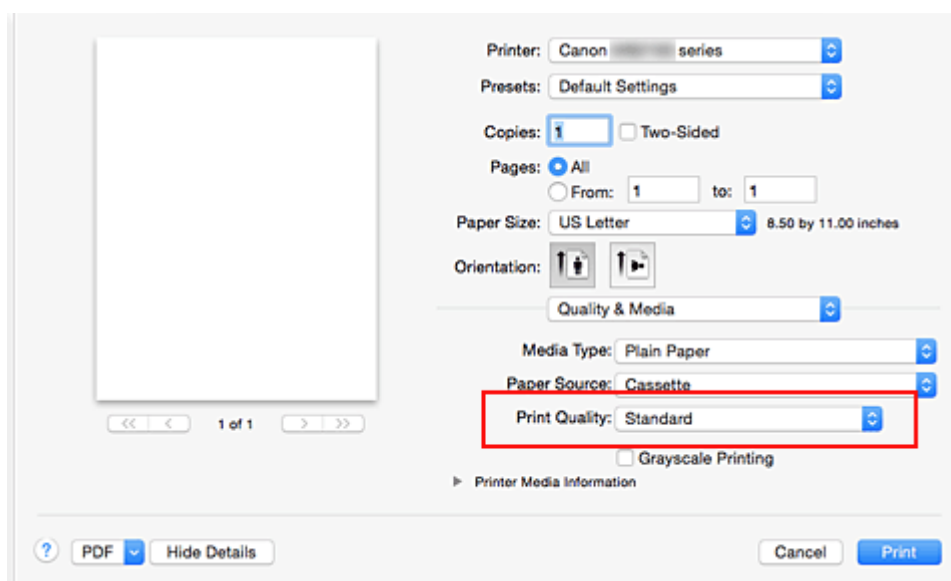 Printer: Canon series
Presets: Default Settings
Copies: 1 Two-Sided
Pages: All
From: 1 to: 1
Paper Size: US Letter 8.50 by 11.00 inches
Orientation:
Quality & Media
Media Type: Plain Paper
Paper Source: Cassette
Print Quality: Standard
1 of 1
Grayscale Printing
Printer Media Information
? PDF Hide Details Cancel Print